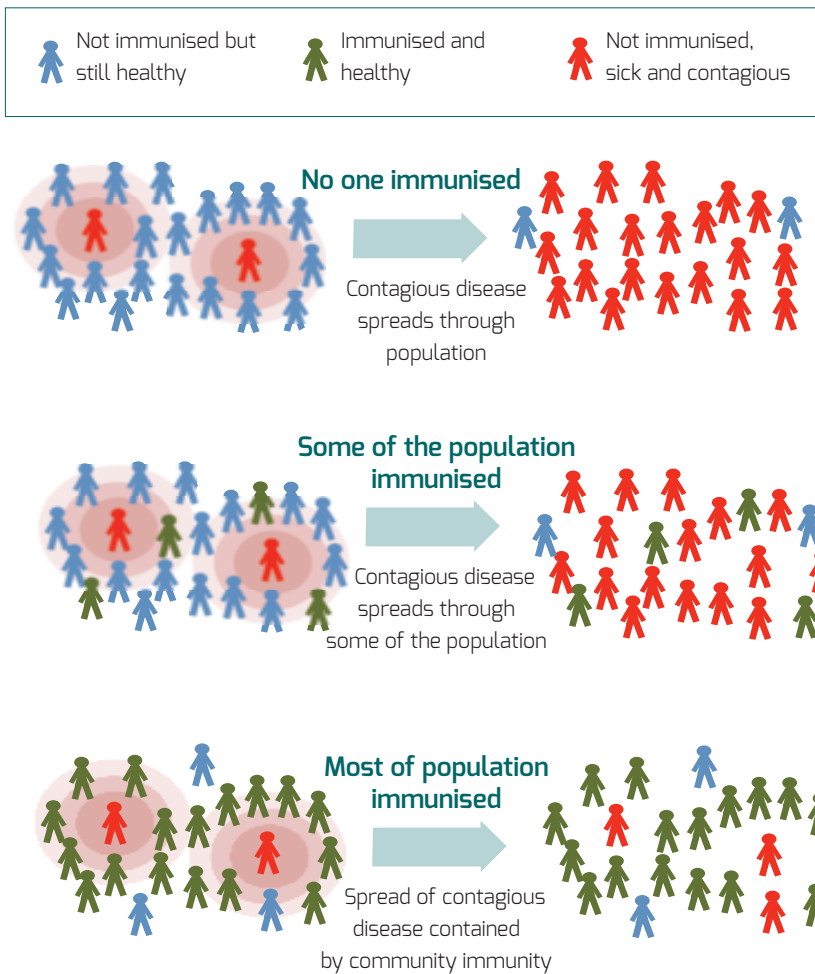 Not immunised but
still healthy
Immunised and
healthy
Not immunised,
sick and contagious
No one immunised
Contagious disease
spreads through
population
Some of the population
immunised
Contagious disease
spreads through
some of the population
Most of population
immunised
Spread of contagious
disease contained
by community immunity